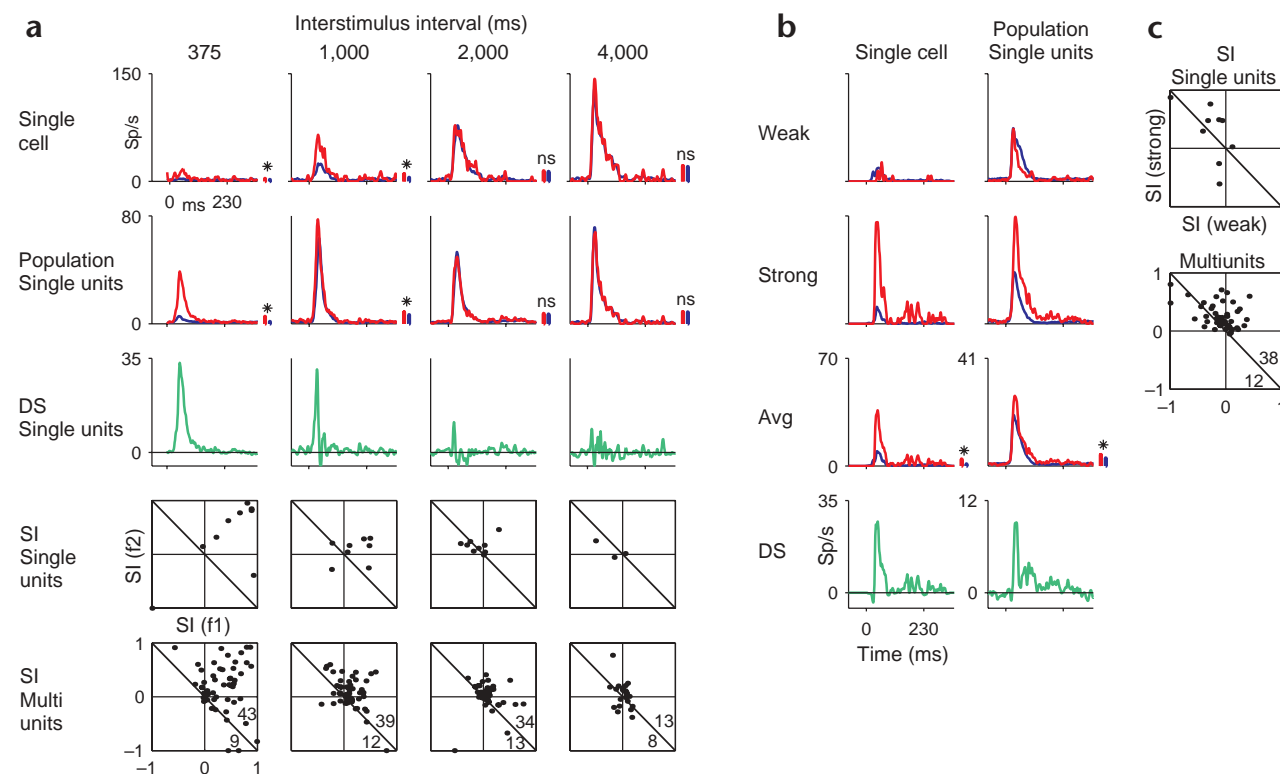 a
Interstimulus interval (ms)
375 1,000 2,000 4,000
Single cell
Sp/s
150
0
* * ns ns
0 ms 230
Population Single units
80
0
* * ns ns
DS Single units
35
0
SI Single units
SI (f2)
SI (f1)
SI Multi units
1
0
−1
43
9
39
12
34
13
13
8
−1 0 1
b
Single cell
Population Single units
Weak
Strong
Avg
70
0
*
41
0
*
DS
Sp/s
35
0
12
0
0 230
Time (ms)
c
SI
Single units
SI (strong)
SI (weak)
Multiunits
1
0
−1
38
12
−1 0 1